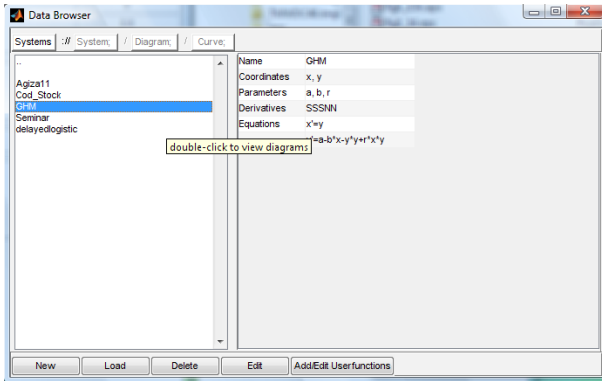 Data Browser
Systems :// System; / Diagram; / Curve;
..
Agiza11
Cod_Stock
GHM
Seminar
delayedlogistic
Name GHM
Coordinates x, y
Parameters a, b, r
Derivatives SSSNN
Equations x'=y
'=a-b*x-y*y+r*x*y
double-click to view diagrams
New Load Delete Edit Add/Edit Userfunctions